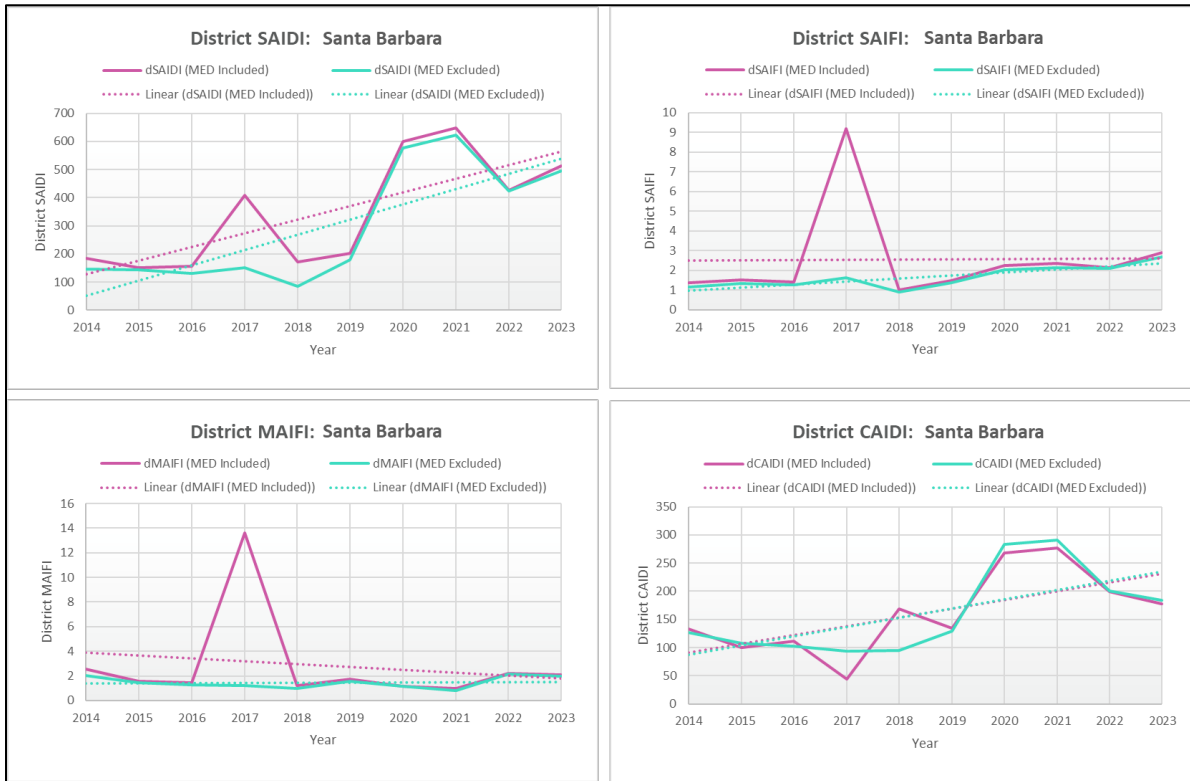 District SAIDI: Santa Barbara
dSAIDI (MED Included)
dSAIDI (MED Excluded)
Linear (dSAIDI (MED Included))
Linear (dSAIDI (MED Excluded))
700
600
500
400
300
200
100
0
District SAIDI
2014 2015 2016 2017 2018 2019 2020 2021 2022 2023
Year
District SAIFI: Santa Barbara
dSAIFI (MED Included)
dSAIFI (MED Excluded)
Linear (dSAIFI (MED Included))
Linear (dSAIFI (MED Excluded))
10
9
8
7
6
5
4
3
2
1
0
District SAIFI
2014 2015 2016 2017 2018 2019 2020 2021 2022 2023
Year
District MAIFI: Santa Barbara
dMAIFI (MED Included)
dMAIFI (MED Excluded)
Linear (dMAIFI (MED Included))
Linear (dMAIFI (MED Excluded))
16
14
12
10
8
6
4
2
0
District MAIFI
2014 2015 2016 2017 2018 2019 2020 2021 2022 2023
Year
District CAIDI: Santa Barbara
dCAIDI (MED Included)
dCAIDI (MED Excluded)
Linear (dCAIDI (MED Included))
Linear (dCAIDI (MED Excluded))
350
300
250
200
150
100
50
0
District CAIDI
2014 2015 2016 2017 2018 2019 2020 2021 2022 2023
Year